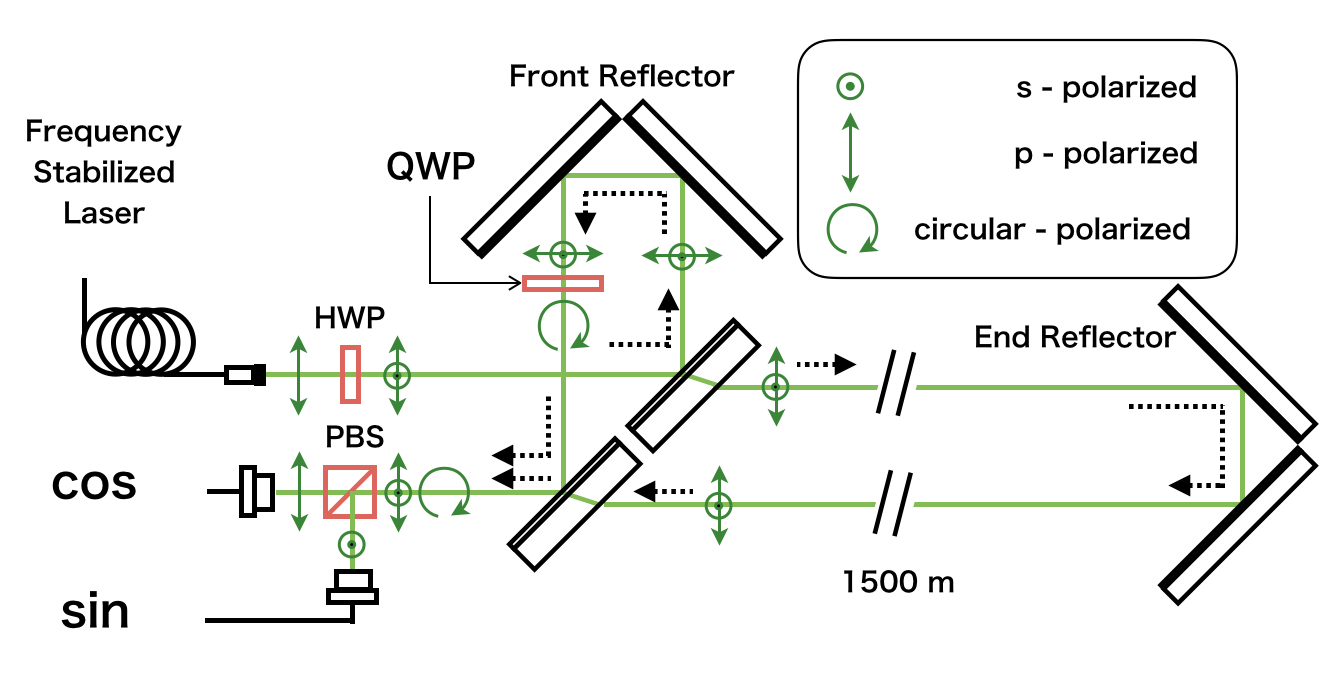 Front Reflector
s - polarized
p - polarized
circular - polarized
Frequency
Stabilized
Laser
QWP
HWP
End Reflector
PBS
cos
sin
1500 m